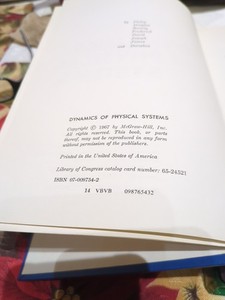 DYNAMICS OF PHYSICAL SYSTEMS
Copyright © 1967 by McGraw-Hill, Inc.
All rights reserved. This book, or parts
thereof, may not be reproduced in any form
without permission of the publishers.
Printed in the United States of America
Library of Congress catalog card number: 65-24521
ISBN 07-009734-2
14 VBVB 098765432